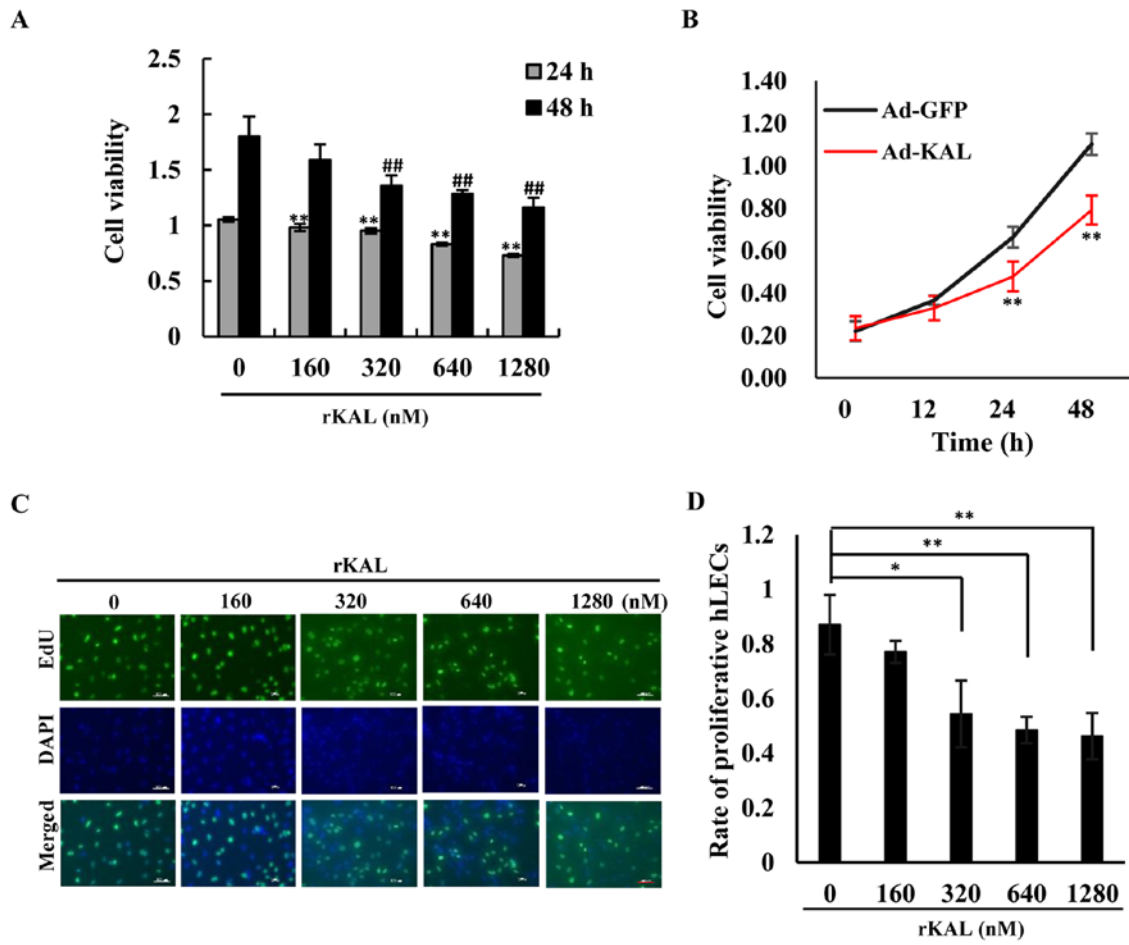 A
2.5
2
1.5
1
0.5
0
Cell viability
24 h
48 h
** ** ** **
## ## ##
0 160 320 640 1280
rKAL (nM)
B
1.40
1.20
1.00
0.80
0.60
0.40
0.20
0.00
Cell viability
Ad-GFP
Ad-KAL
**
**
0 12 24 48
Time (h)
C
rKAL
0 160 320 640 1280 (nM)
EdU
DAPI
Merged
D
1.2
1
0.8
0.6
0.4
0.2
0
Rate of proliferative hLECs
**
**
*
0 160 320 640 1280
rKAL (nM)